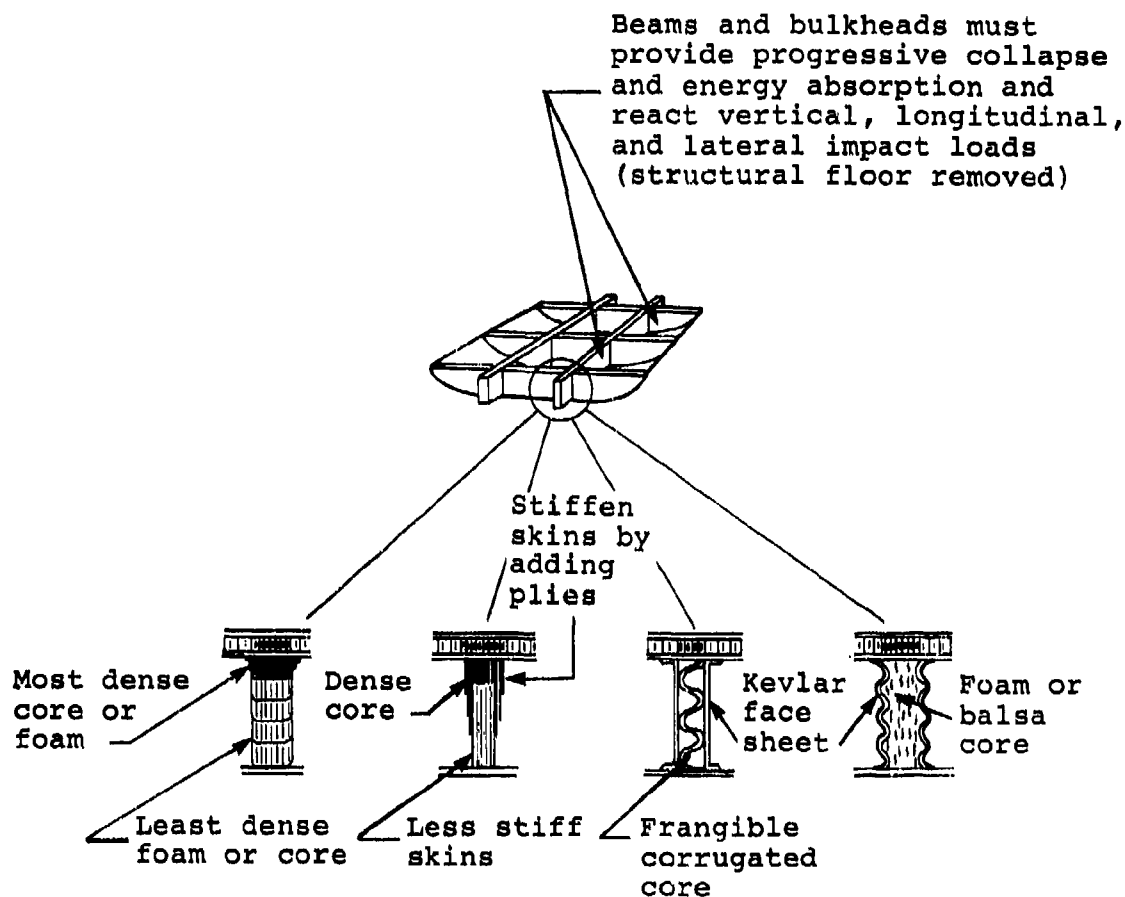 Beams and bulkheads must
provide progressive collapse
and energy absorption and
react vertical, longitudinal,
and lateral impact loads
(structural floor removed)
Stiffen
skins by
adding
plies
Most dense
core or
foam
Dense
core
Kevlar
face
sheet
Foam or
balsa
core
Least dense
foam or core
Less stiff
skins
Frangible
corrugated
core